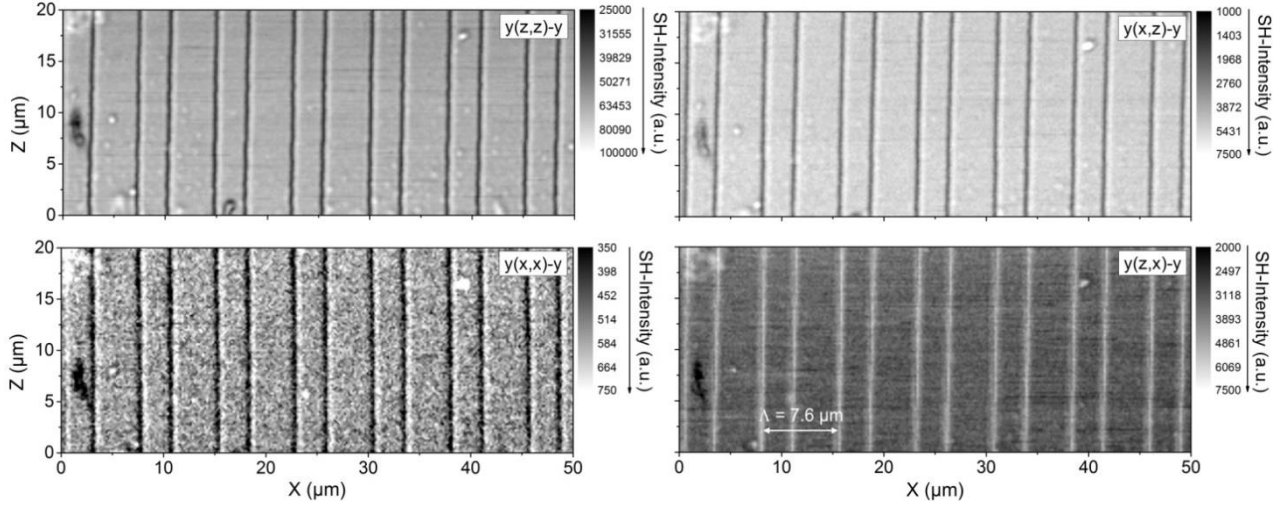 20
15
10
5
0
Z (µm)
y(z,z)-y
25000
31555
39829
50271
63453
80090
100000
SH-Intensity (a.u.)
y(x,z)-y
1000
1403
1968
2760
3872
5431
7500
SH-Intensity (a.u.)
20
15
10
5
0
Z (µm)
y(x,x)-y
350
398
452
514
584
664
750
SH-Intensity (a.u.)
0 10 20 30 40 50
X (µm)
y(z,x)-y
Λ = 7.6 µm
2000
2497
3118
3893
4861
6069
7500
SH-Intensity (a.u.)
0 10 20 30 40 50
X (µm)